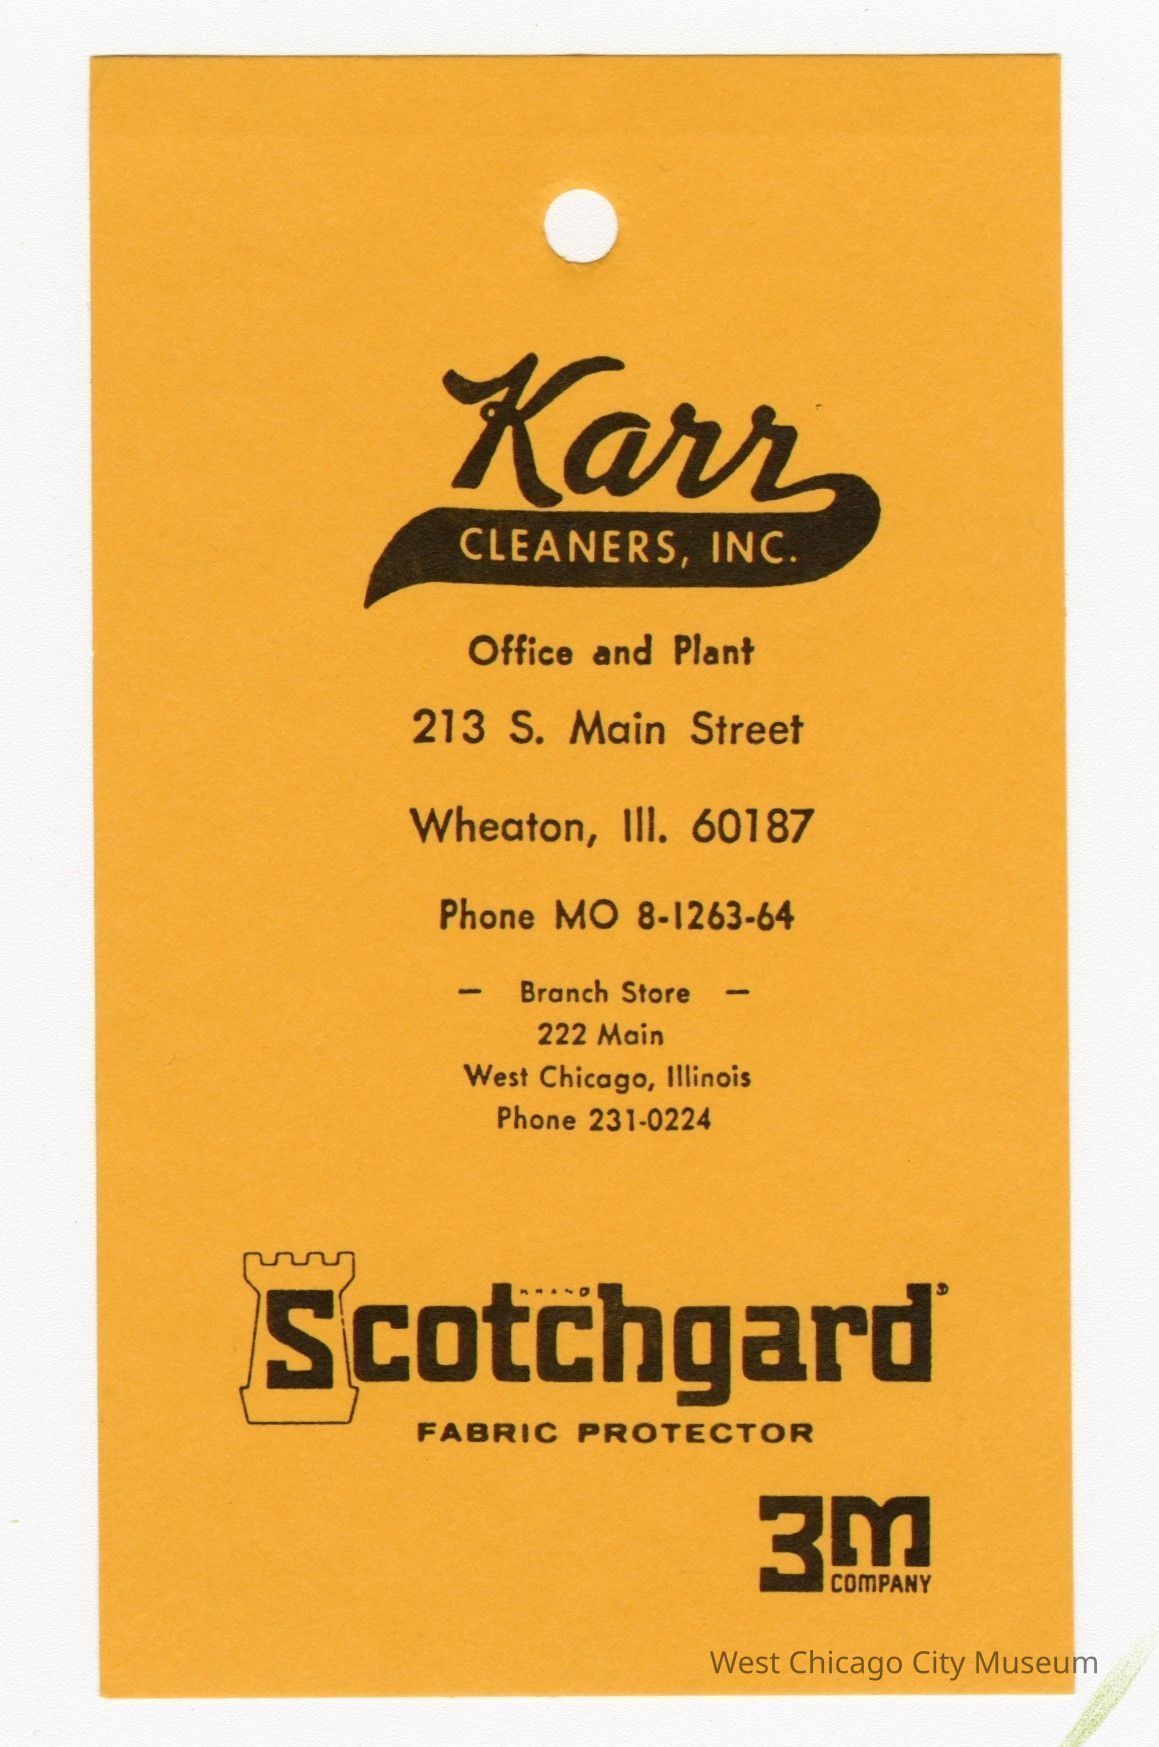 Karr
CLEANERS, INC.
Office and Plant
213 S. Main Street
Wheaton, Ill. 60187
Phone MO 8-1263-64
— Branch Store —
222 Main
West Chicago, Illinois
Phone 231-0224
BRAND
Scotchgard
FABRIC PROTECTOR
3M
COMPANY
West Chicago City Museum